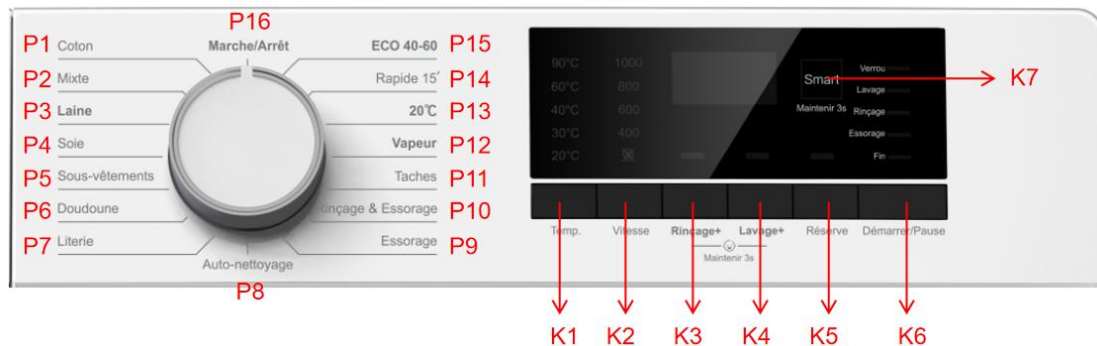 P16
P1 Coton Marche/Arrêt ECO 40-60 P15
P2 Mixte Rapide 15' P14
P3 Laine 20℃ P13
P4 Soie Vapeur P12
P5 Sous-vêtements Taches P11
P6 Doudoune Rinçage & Essorage P10
P7 Literie Essorage P9
Auto-nettoyage
P8
90°C 1000 Verrou
60°C 800 Smart Lavage K7
40°C 600 Maintenir 3s Rinçage
30°C 400 Essorage
20°C Fin
Temp. Vitesse Rinçage+ Lavage+ Réserve Démarrer/Pause
Maintenir 3s
K1 K2 K3 K4 K5 K6